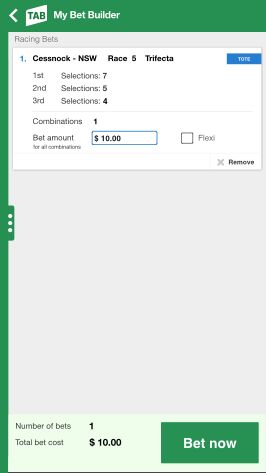 TAB My Bet Builder
Racing Bets
1. Cessnock - NSW Race 5 Trifecta TOTE
1st Selections: 7
2nd Selections: 5
3rd Selections: 4
Combinations 1
Bet amount $ 10.00 Flexi
for all combinations
Remove
Number of bets 1
Total bet cost $ 10.00
Bet now